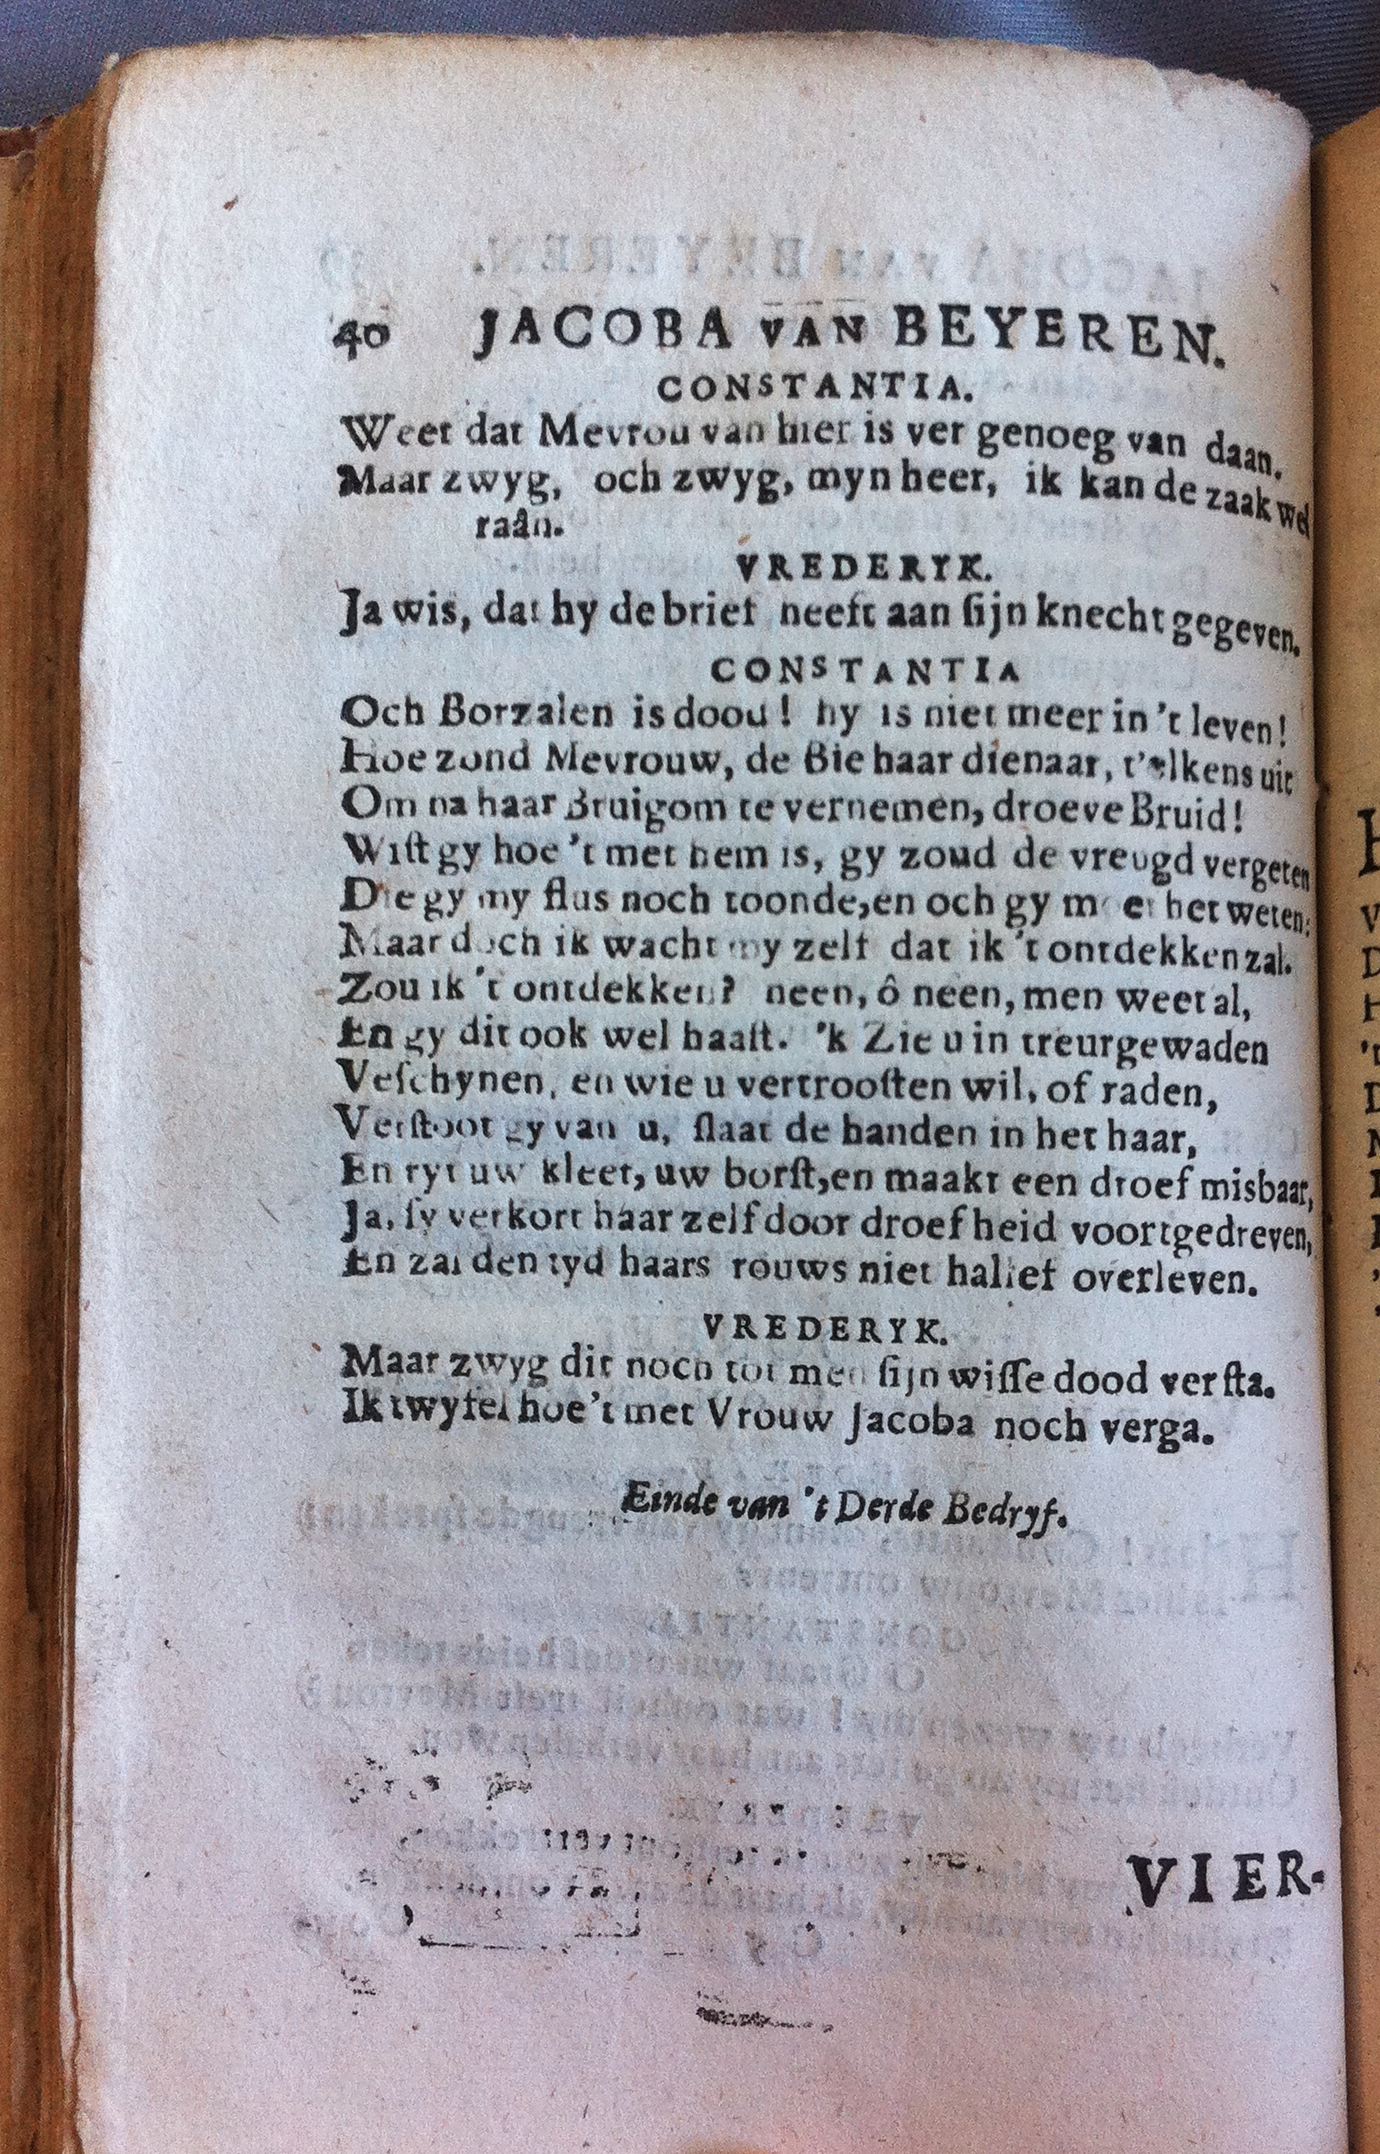 40 JACOBA VAN BEYEREN.
CONSTANTIA.
Weet dat Mevrou van hier is ver genoeg van daan.
Maar zwyg, och zwyg, myn heer, ik kan de zaak wel
raân.
VREDERYK.
Ja wis, dat hy de brief heeft aan ſijn knecht gegeven.
CONSTANTIA
Och Borzalen is dood! hy is niet meer in 't leven!
Hoe zond Mevrouw, de Bie haar dienaar, t'elkens uit
Om na haar Bruigom te vernemen, droeve Bruid!
Wiſt gy hoe 't met hem is, gy zoud de vreugd vergeten
Die gy my flus noch toonde, en och gy moet het weten;
Maar doch ik wacht my zelf dat ik 't ontdekken zal.
Zou ik 't ontdekken? neen, ô neen, men weet al,
En gy dit ook wel haaſt. 'k Zie u in treurgewaden
Veſchynen, en wie u vertrooſten wil, of raden,
Verſtoot gy van u, ſlaat de handen in het haar,
En ryt uw kleet, uw borſt, en maakt een droef misbaar,
Ja, ſy verkort haar zelf door droefheid voortgedreven,
En zal den tyd haars rouws niet half overleven.
VREDERYK.
Maar zwyg dit noch tot men ſijn wiſſe dood verſta.
Ik twyfel hoe't met Vrouw Jacoba noch verga.
Einde van 't Derde Bedryf.
VIER-